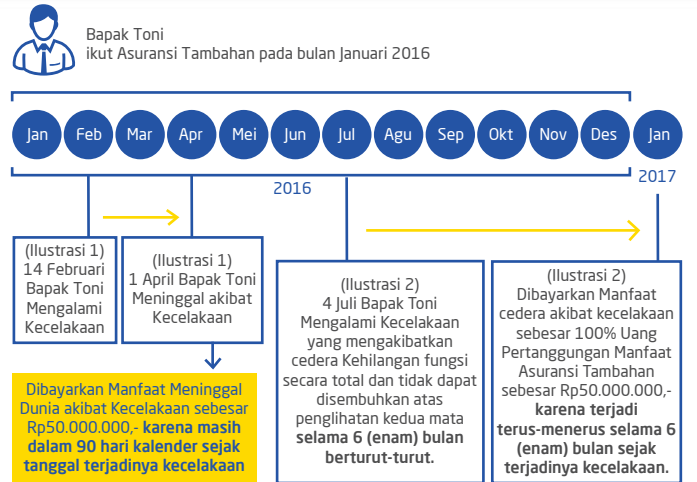 Bapak Toni
ikut Asuransi Tambahan pada bulan Januari 2016
Jan Feb Mar Apr Mei Jun Jul Agu Sep Okt Nov Des Jan
2016
2017
(Ilustrasi 1)
14 Februari
Bapak Toni
Mengalami
Kecelakaan
(Ilustrasi 1)
1 April Bapak Toni
Meninggal akibat
Kecelakaan
Dibayarkan Manfaat Meninggal
Dunia akibat Kecelakaan sebesar
Rp50.000.000,- karena masih
dalam 90 hari kalender sejak
tanggal terjadinya kecelakaan
(Ilustrasi 2)
4 Juli Bapak Toni
Mengalami Kecelakaan
yang mengakibatkan
cedera Kehilangan fungsi
secara total dan tidak dapat
disembuhkan atas
penglihatan kedua mata
selama 6 (enam) bulan
berturut-turut.
(Ilustrasi 2)
Dibayarkan Manfaat
cedera akibat kecelakaan
sebesar 100% Uang
Pertanggungan Manfaat
Asuransi Tambahan
sebesar Rp50.000.000,-
karena terjadi
terus-menerus selama 6
(enam) bulan sejak
terjadinya kecelakaan.